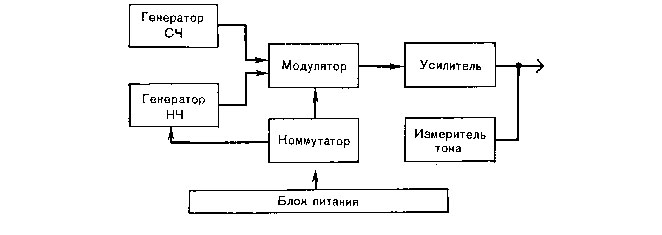 Генератор
СЧ
Модулятор
Усилитель
Генератор
НЧ
Коммутатор
Измеритель
тона
Блок питания